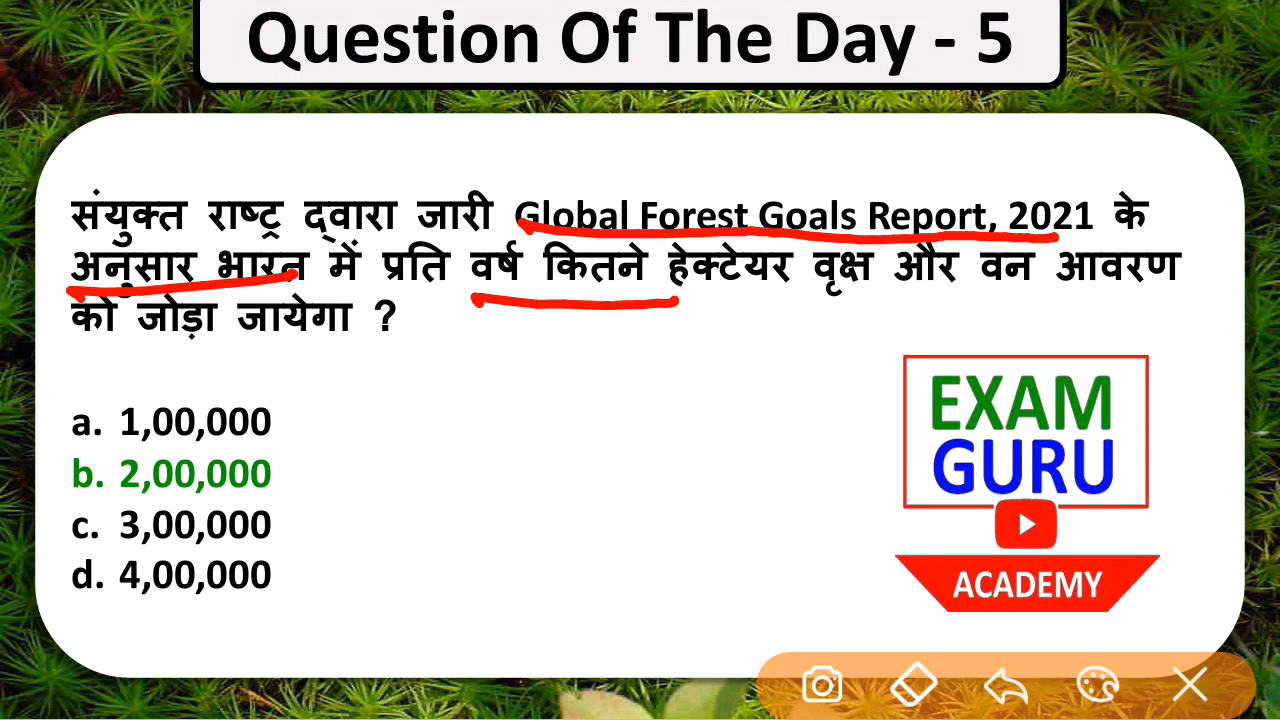 Question Of The Day - 5
संयुक्त राष्ट्र द्वारा जारी Global Forest Goals Report, 2021 के
अनुसार भारत में प्रति वर्ष कितने हेक्टेयर वृक्ष और वन आवरण
को जोड़ा जायेगा ?
a. 1,00,000
b. 2,00,000
c. 3,00,000
d. 4,00,000
EXAM
GURU
ACADEMY